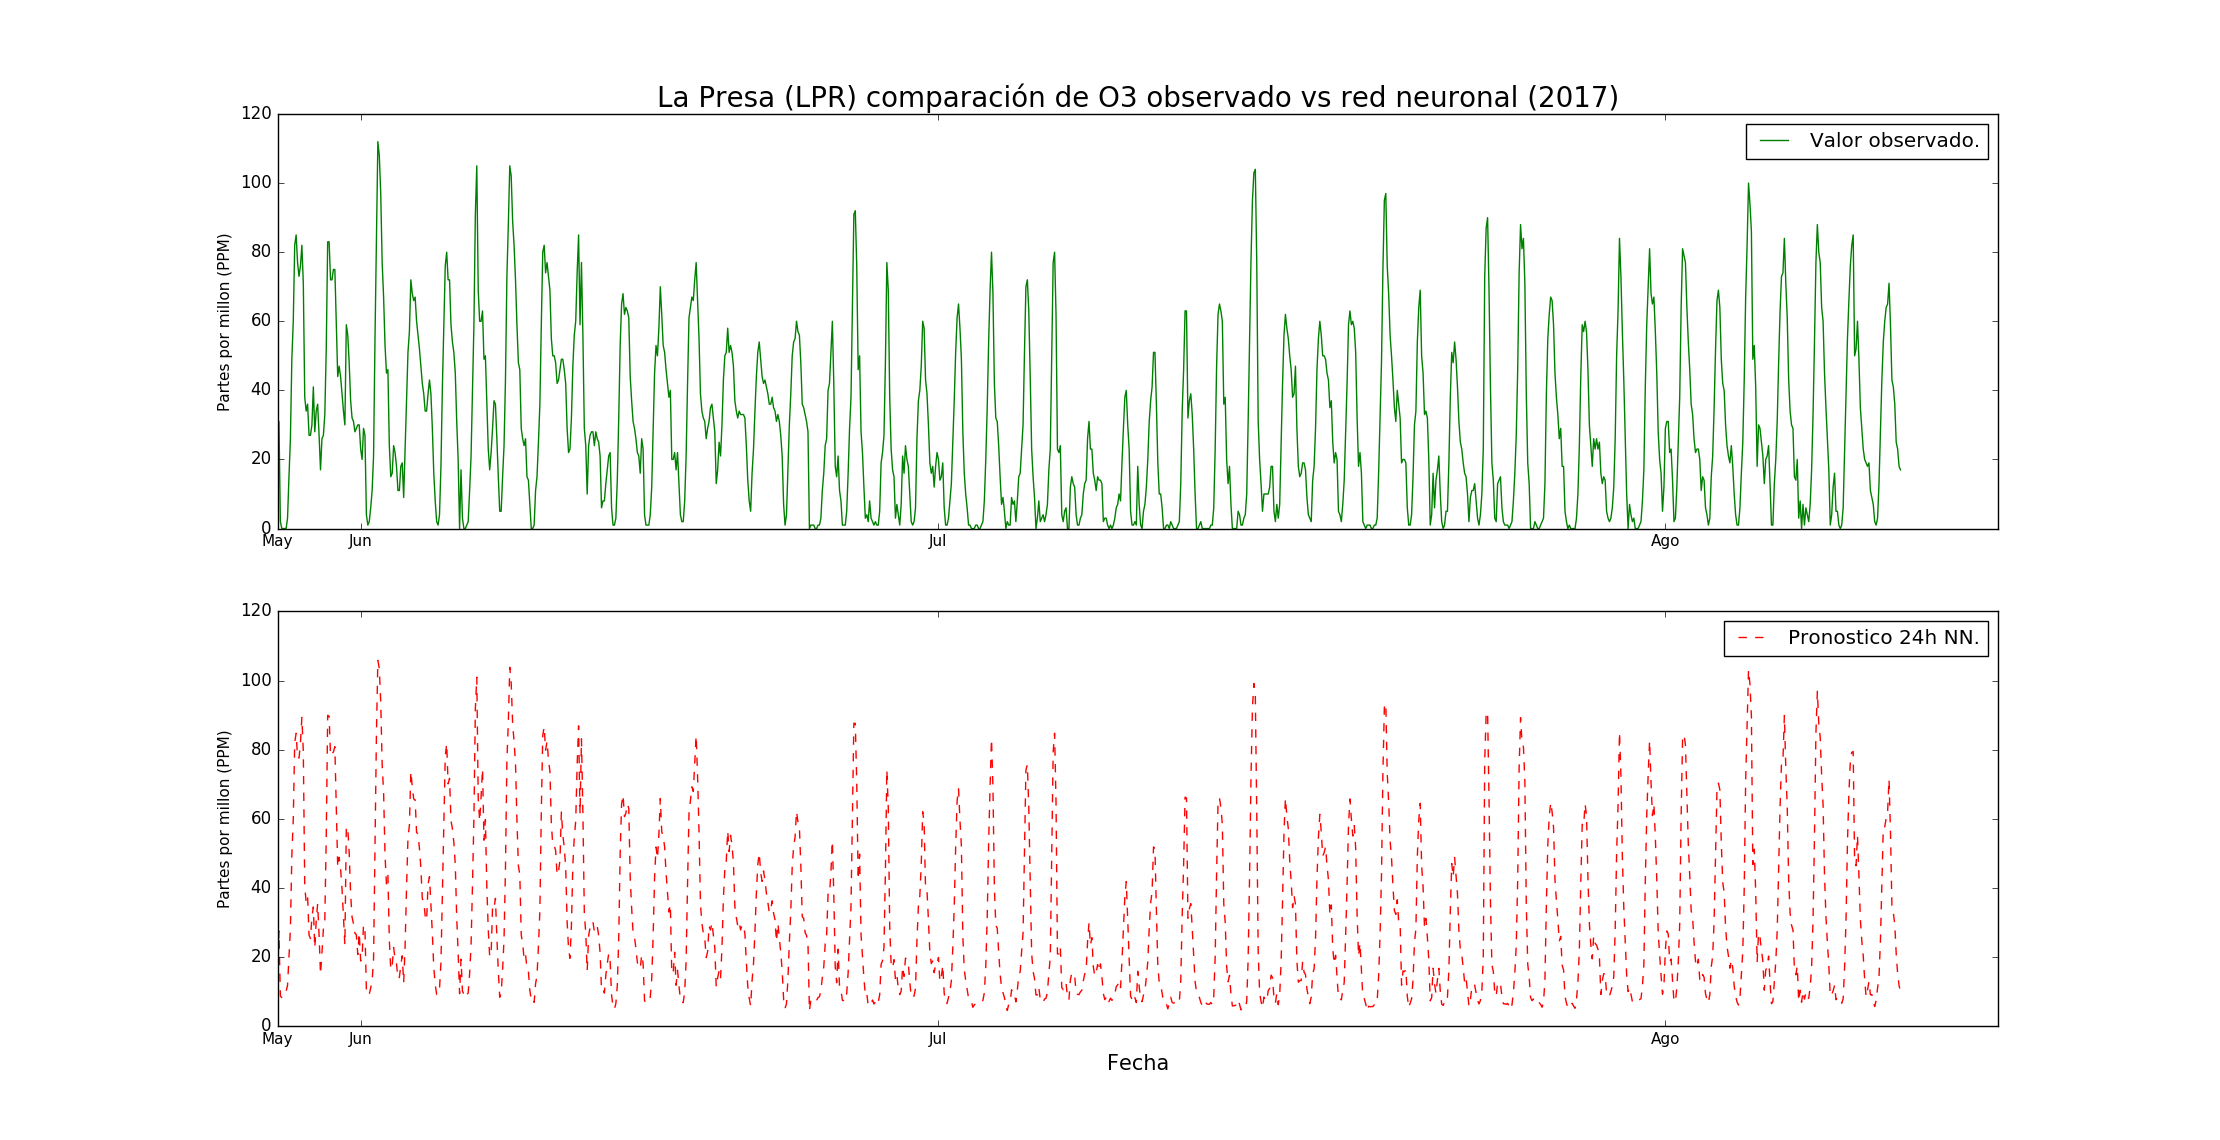 La Presa (LPR) comparación de O3 observado vs red neuronal (2017)
120
100
80
60
40
20
0
Partes por millon (PPM)
Valor observado.
May Jun Jul Ago
120
100
80
60
40
20
0
Partes por millon (PPM)
Pronostico 24h NN.
May Jun Jul Ago
Fecha